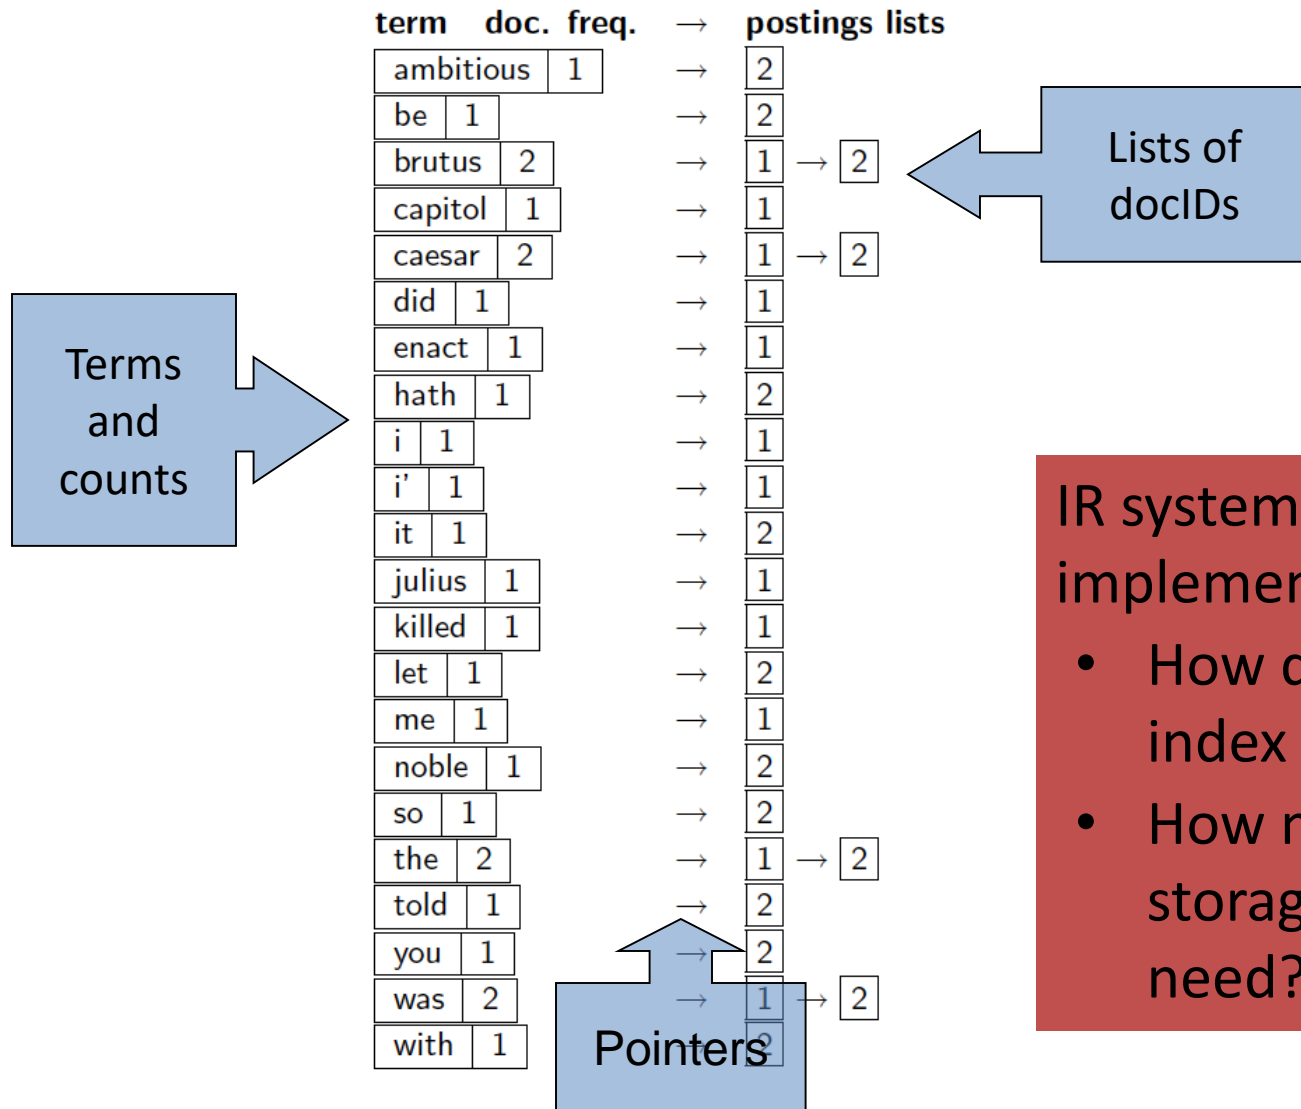 term doc. freq. → postings lists
ambitious 1 → 2
be 1 → 2
brutus 2 → 1 → 2
capitol 1 → 1
caesar 2 → 1 → 2
did 1 → 1
enact 1 → 1
hath 1 → 2
i 1 → 1
i' 1 → 1
it 1 → 2
julius 1 → 1
killed 1 → 1
let 1 → 2
me 1 → 1
noble 1 → 2
so 1 → 2
the 2 → 1 → 2
told 1 → 2
you 1 → 2
was 2 → 1 → 2
with 1 → 2
Lists of
docIDs
Terms
and
counts
Pointers
IR system
implemen
• How
index
• How
storag
need?